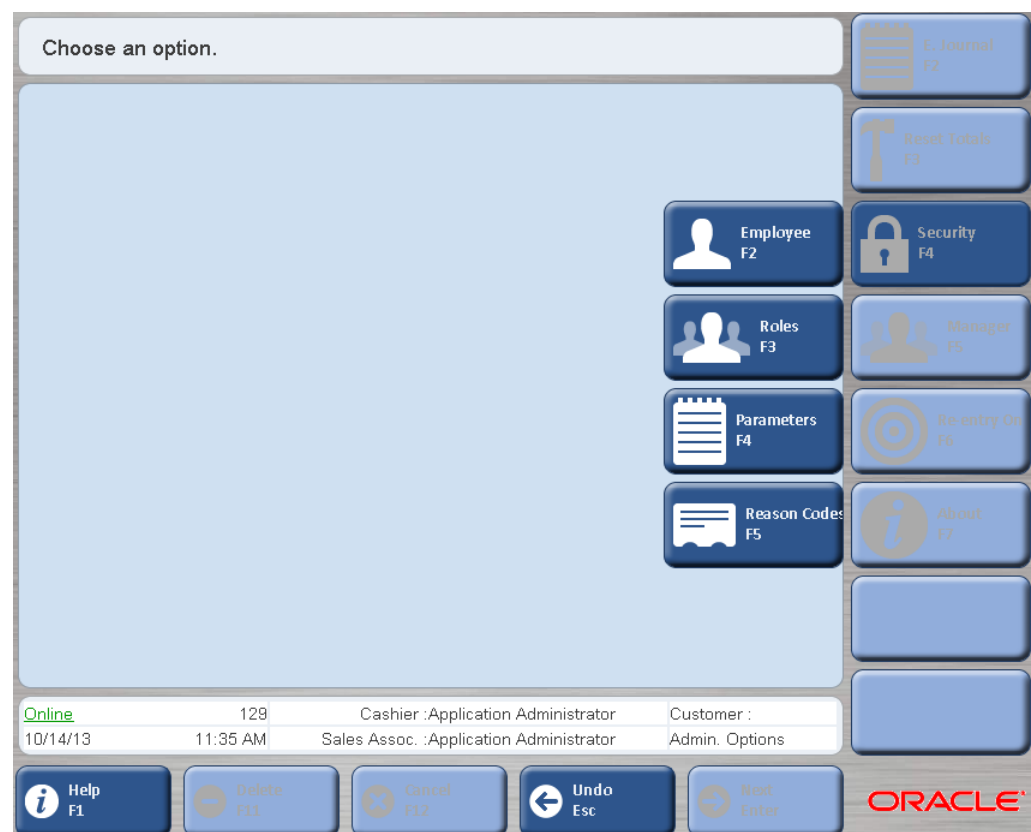 Choose an option.
E. Journal
F2
Reset Totals
F3
Employee
F2
Security
F4
Roles
F3
Manager
F5
Parameters
F4
Re-entry On
F6
Reason Codes
F5
About
F7
Online 129 Cashier :Application Administrator Customer :
10/14/13 11:35 AM Sales Assoc. :Application Administrator Admin. Options
Help
F1
Delete
F21
Cancel
F12
Undo
Esc
Next
Enter
ORACLE